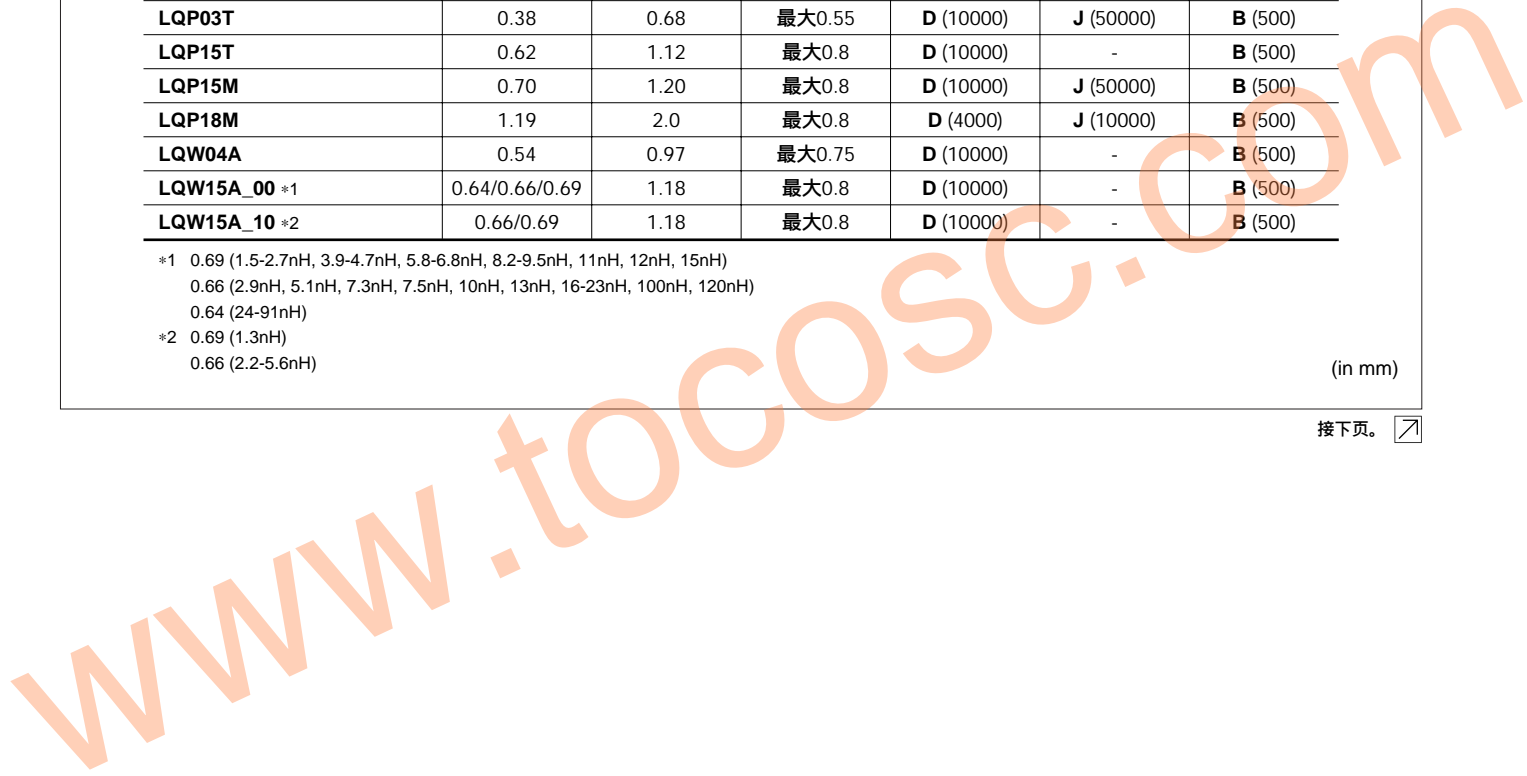 LQP03T 0.38 0.68 最大0.55 D (10000) J (50000) B (500)
LQP15T 0.62 1.12 最大0.8 D (10000) - B (500)
LQP15M 0.70 1.20 最大0.8 D (10000) J (50000) B (500)
LQP18M 1.19 2.0 最大0.8 D (4000) J (10000) B (500)
LQW04A 0.54 0.97 最大0.75 D (10000) - B (500)
LQW15A_00 *1 0.64/0.66/0.69 1.18 最大0.8 D (10000) - B (500)
LQW15A_10 *2 0.66/0.69 1.18 最大0.8 D (10000) - B (500)
*1 0.69 (1.5-2.7nH, 3.9-4.7nH, 5.8-6.8nH, 8.2-9.5nH, 11nH, 12nH, 15nH)
0.66 (2.9nH, 5.1nH, 7.3nH, 7.5nH, 10nH, 13nH, 16-23nH, 100nH, 120nH)
0.64 (24-91nH)
*2 0.69 (1.3nH)
0.66 (2.2-5.6nH)
(in mm)
接下页。
www.tocosc.com